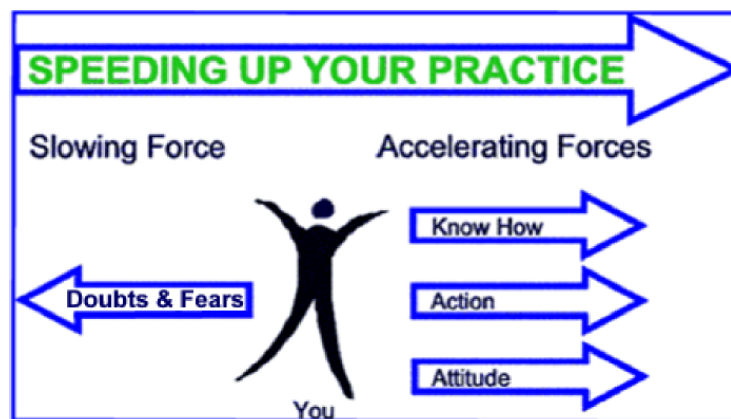 SPEEDING UP YOUR PRACTICE
Slowing Force
Accelerating Forces
Know How
Doubts & Fears
Action
Attitude
You